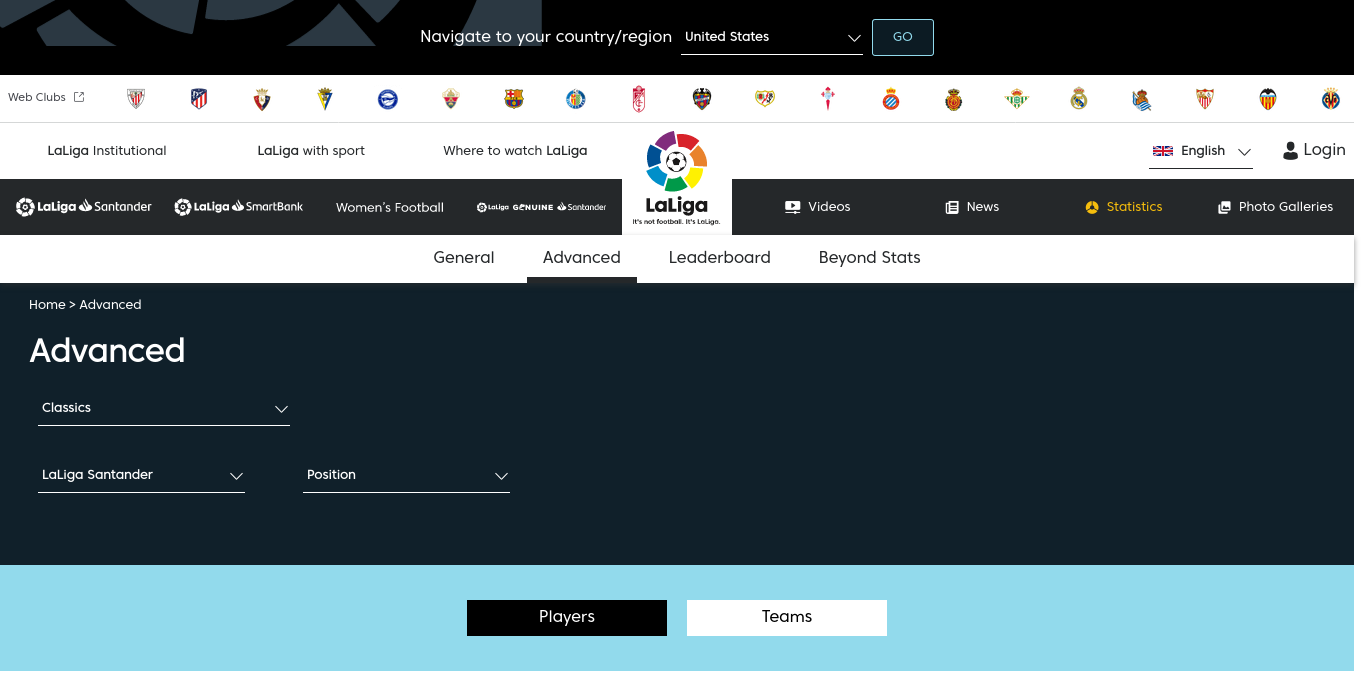 Navigate to your country/region United States GO
Web Clubs
LaLiga Institutional LaLiga with sport Where to watch LaLiga English Login
LaLiga
It's not football. It's LaLiga.
LaLiga Santander LaLiga SmartBank Women's Football LaLiga GENUINE Santander Videos News Statistics Photo Galleries
General Advanced Leaderboard Beyond Stats
Home > Advanced
Advanced
Classics
LaLiga Santander Position
Players Teams